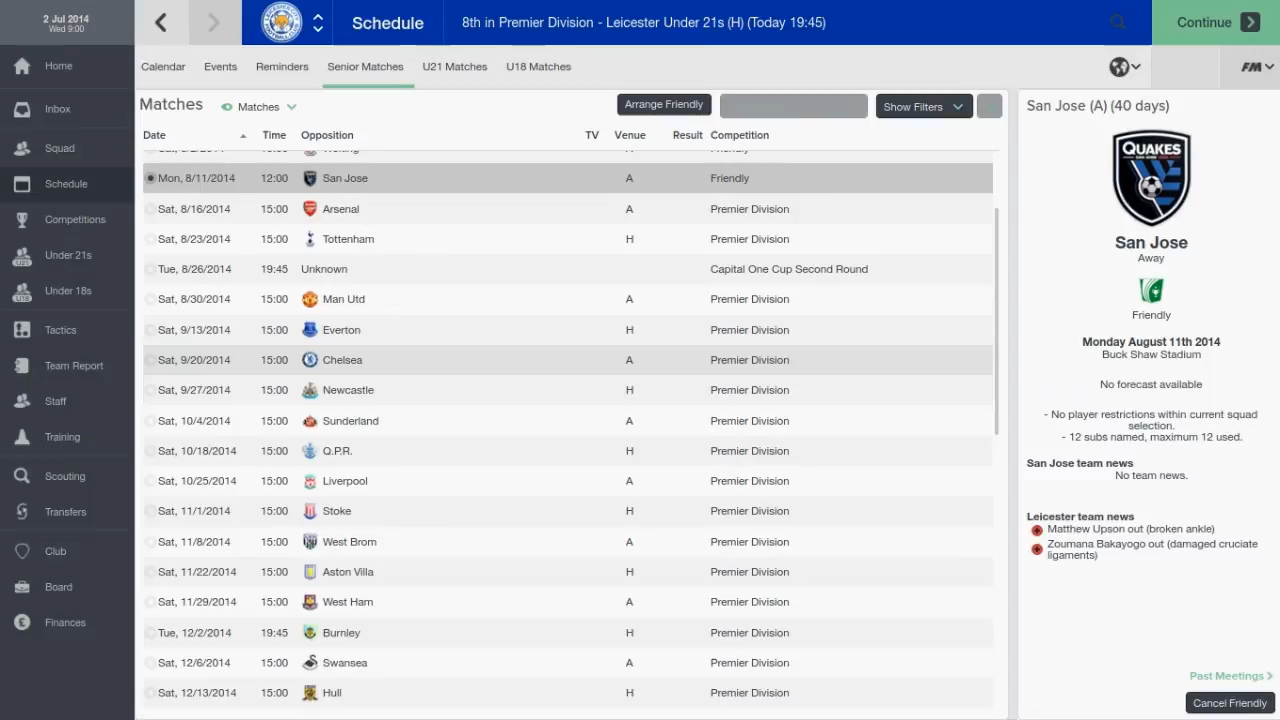 2 Jul 2014
Wed 9:00
Schedule
8th in Premier Division - Leicester Under 21s (H) (Today 19:45)
Continue
Home
Inbox
Squad
Schedule
Competitions
Under 21s
Under 18s
Tactics
Team Report
Staff
Training
Scouting
Transfers
Club
Board
Finances
Calendar Events Reminders Senior Matches U21 Matches U18 Matches
FM
Matches Matches Arrange Friendly Show Filters
Date Time Opposition TV Venue Result Competition
Mon, 8/11/2014 12:00 San Jose A Friendly
Sat, 8/16/2014 15:00 Arsenal A Premier Division
Sat, 8/23/2014 15:00 Tottenham H Premier Division
Tue, 8/26/2014 19:45 Unknown Capital One Cup Second Round
Sat, 8/30/2014 15:00 Man Utd A Premier Division
Sat, 9/13/2014 15:00 Everton H Premier Division
Sat, 9/20/2014 15:00 Chelsea A Premier Division
Sat, 9/27/2014 15:00 Newcastle H Premier Division
Sat, 10/4/2014 15:00 Sunderland A Premier Division
Sat, 10/18/2014 15:00 Q.P.R. H Premier Division
Sat, 10/25/2014 15:00 Liverpool A Premier Division
Sat, 11/1/2014 15:00 Stoke H Premier Division
Sat, 11/8/2014 15:00 West Brom A Premier Division
Sat, 11/22/2014 15:00 Aston Villa H Premier Division
Sat, 11/29/2014 15:00 West Ham A Premier Division
Tue, 12/2/2014 19:45 Burnley H Premier Division
Sat, 12/6/2014 15:00 Swansea A Premier Division
Sat, 12/13/2014 15:00 Hull H Premier Division
San Jose (A) (40 days)
QUAKES
San Jose
Away
Friendly
Monday August 11th 2014
Buck Shaw Stadium
No forecast available
- No player restrictions within current squad
selection.
- 12 subs named, maximum 12 used.
San Jose team news
No team news.
Leicester team news
Matthew Upson out (broken ankle)
Zoumana Bakayogo out (damaged cruciate
ligaments)
Past Meetings
Cancel Friendly